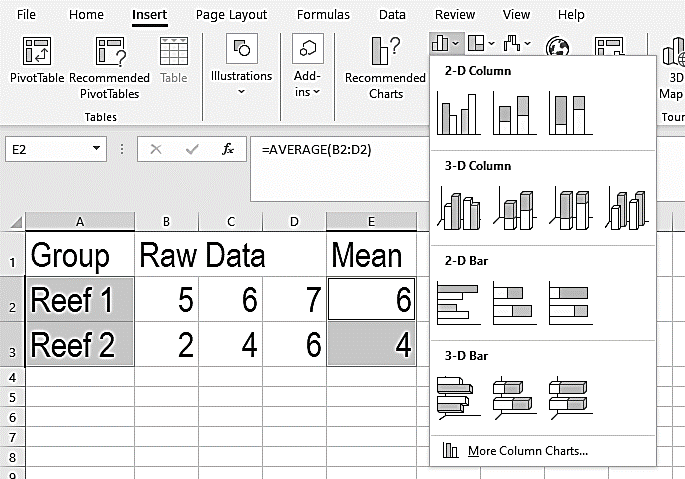 File Home Insert Page Layout Formulas Data Review View Help
PivotTable Recommended PivotTables Table
Illustrations Add-ins Recommended Charts 3D Map
Tables Tour
E2 fx =AVERAGE(B2:D2)
2-D Column
3-D Column
2-D Bar
3-D Bar
More Column Charts...
A B C D E
1 Group Raw Data Mean
2 Reef 1 5 6 7 6
3 Reef 2 2 4 6 4
4
5
6
7
8
9